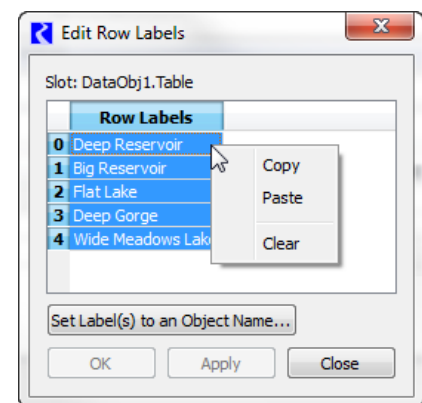 Edit Row Labels
Slot: DataObj1.Table
Row Labels
0 Deep Reservoir
1 Big Reservoir
2 Flat Lake
3 Deep Gorge
4 Wide Meadows Lake
Copy
Paste
Clear
Set Label(s) to an Object Name...
OK Apply Close